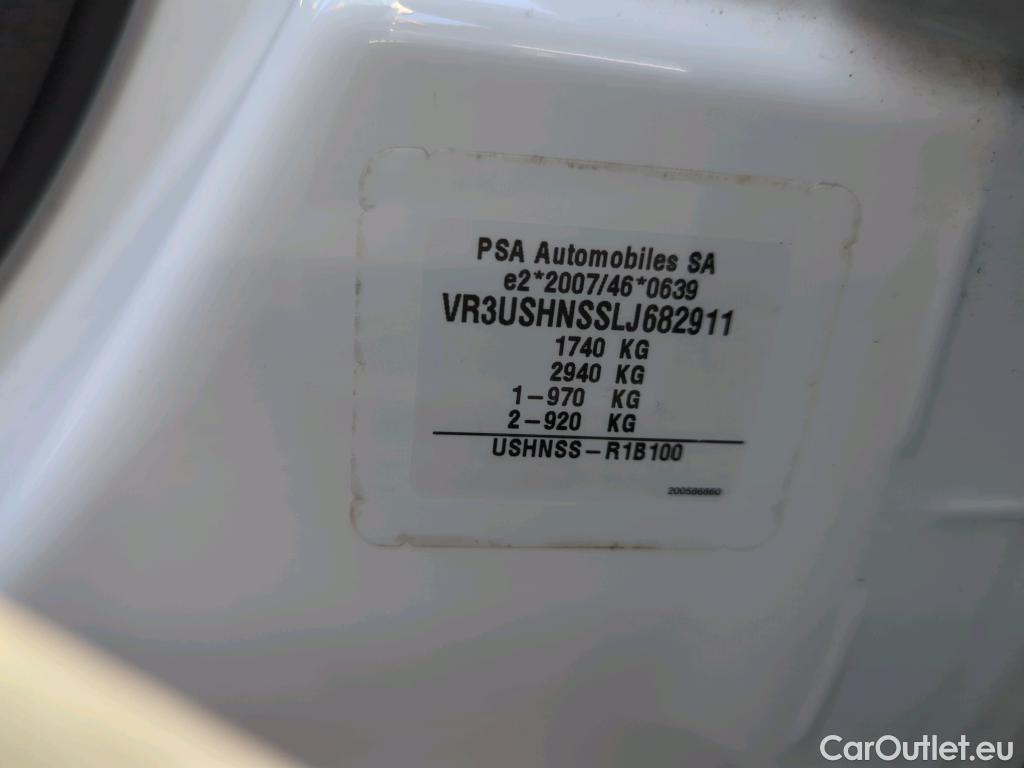 PSA Automobiles SA
e2*2007/46*0639
VR3USHNSSLJ682911
1740 KG
2940 KG
1-970 KG
2-920 KG
USHNSS-R1B100
200586860
CarOutlet.eu